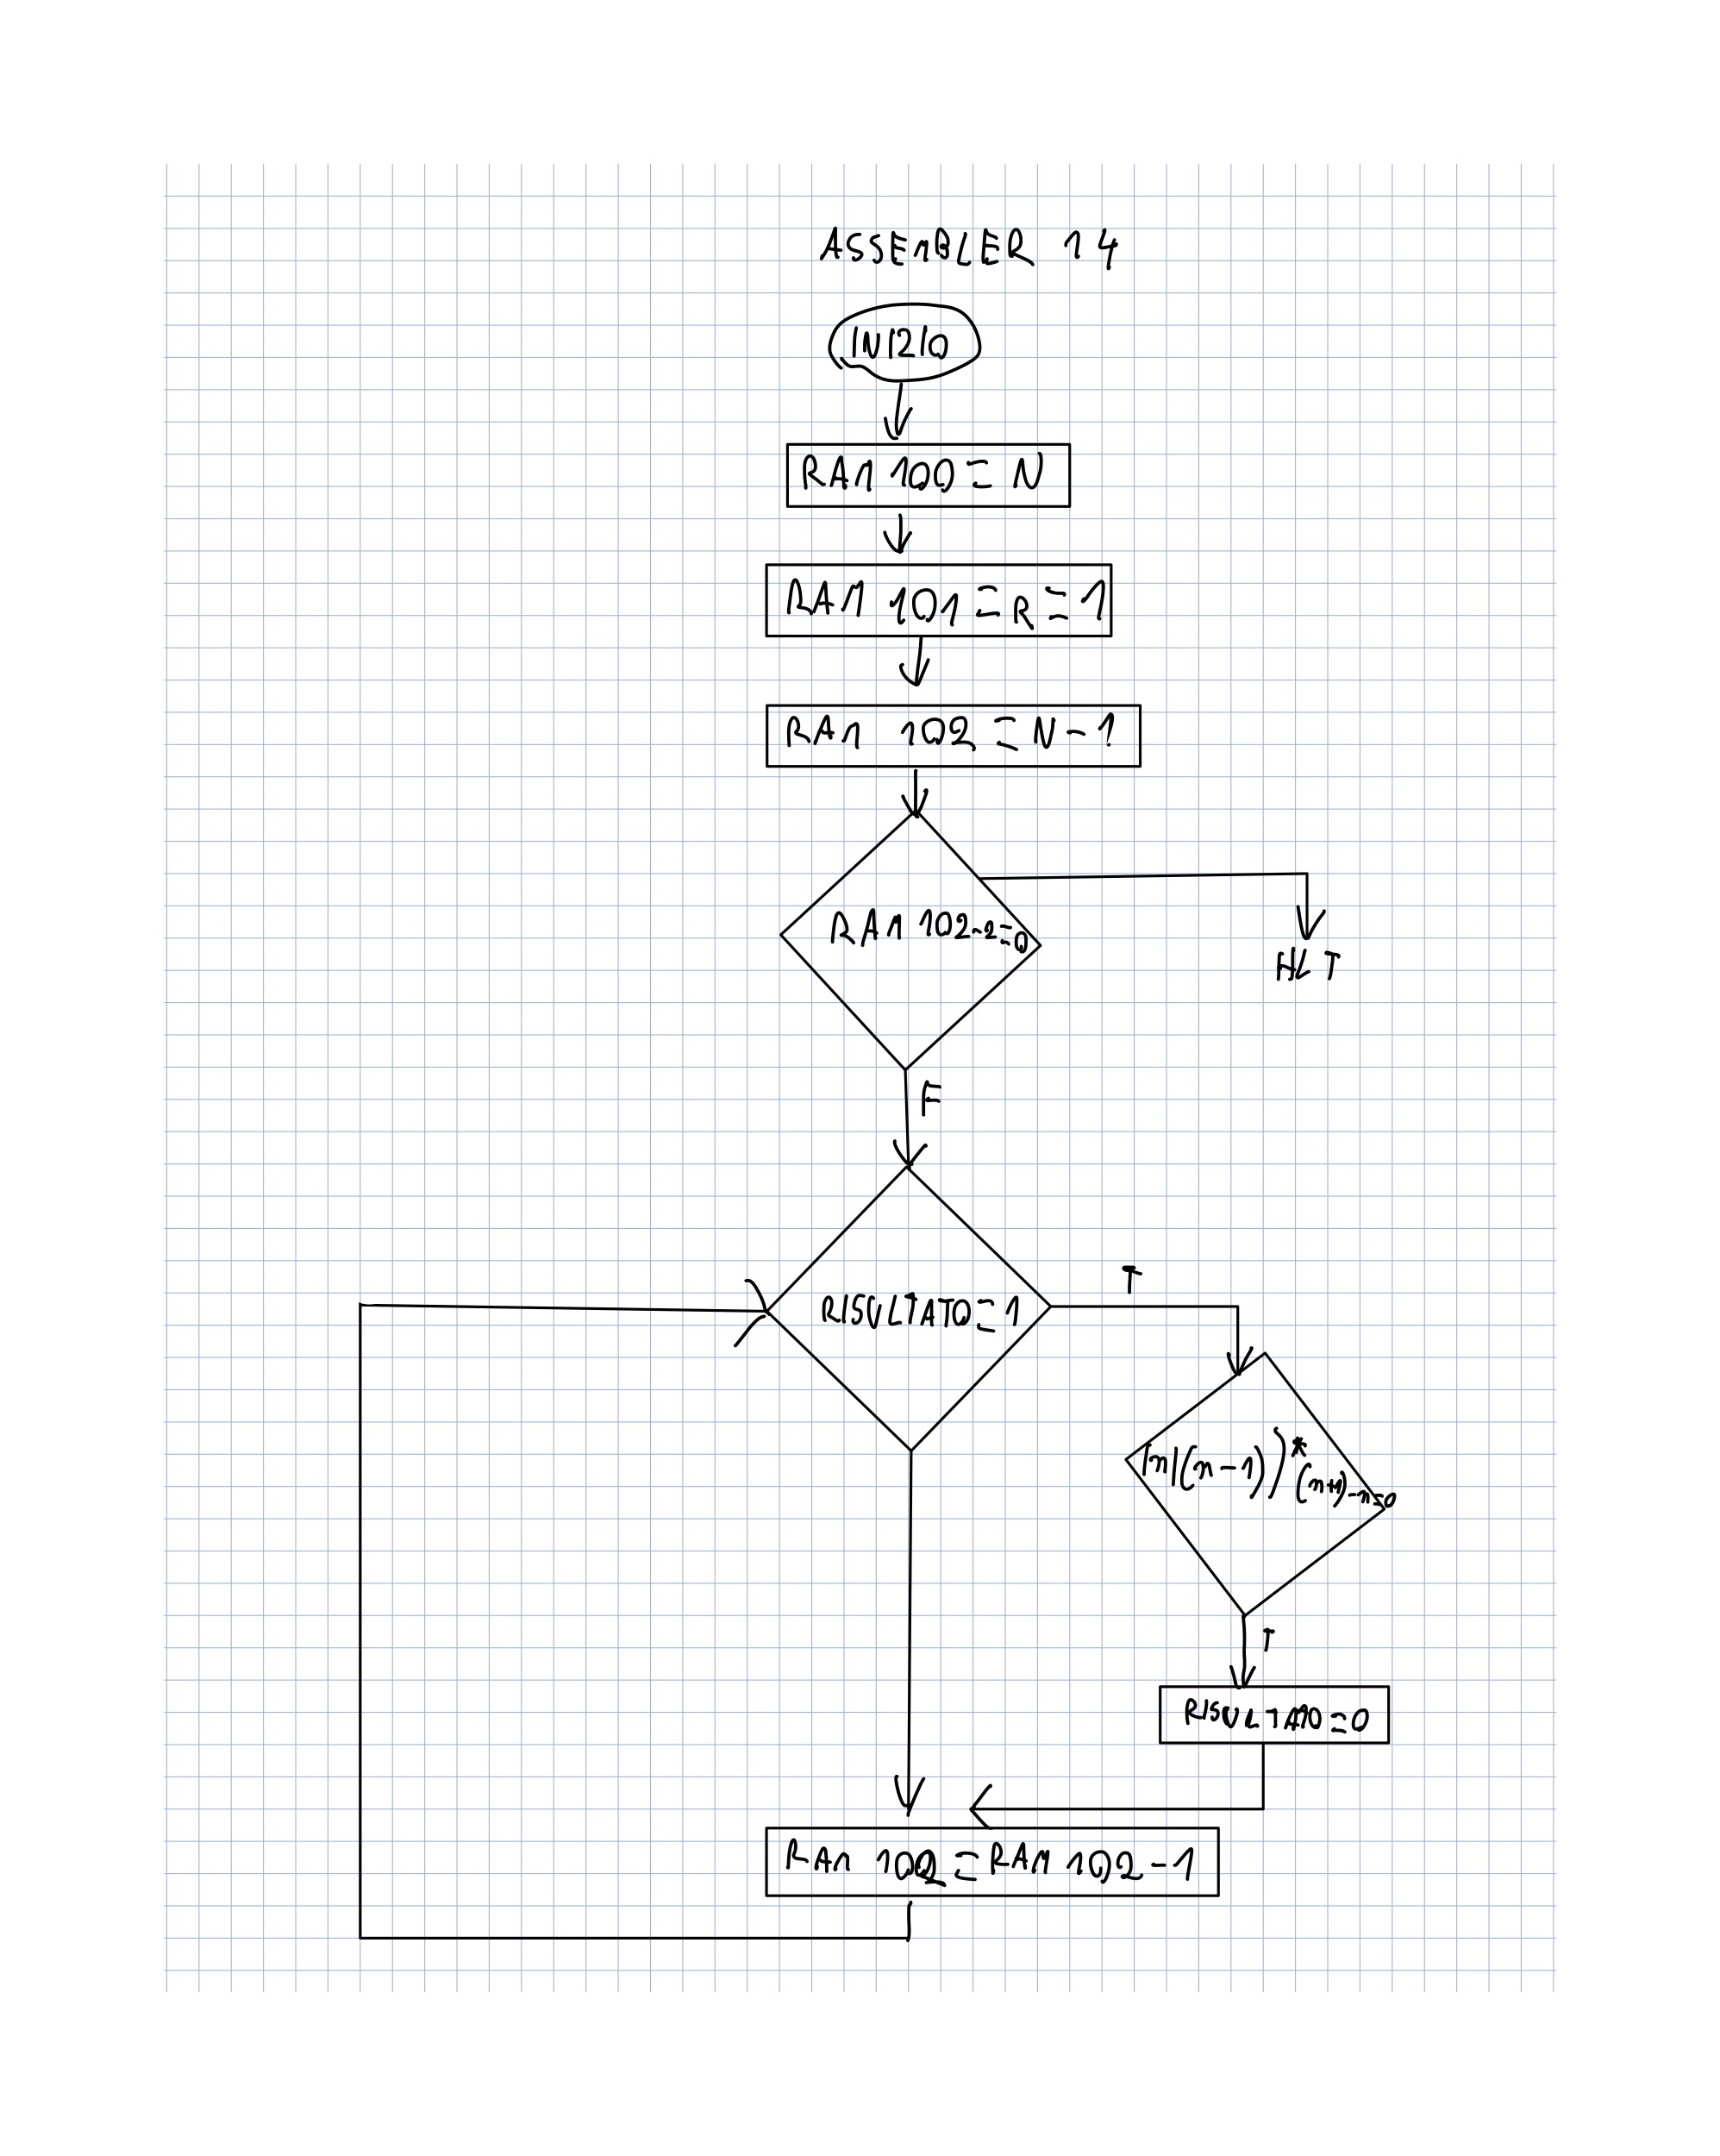 ASSEMBLER 14
INIZIO
RAM 100 = N
RAM 101 = R = 1
RAM 102 = N-1
RAM 102-2=0
HLT
F
RISULTATO = 1
T
(n/(n-1))*(n+1)-n=0
T
RISULTATO=0
RAM 102 = RAM 102-1